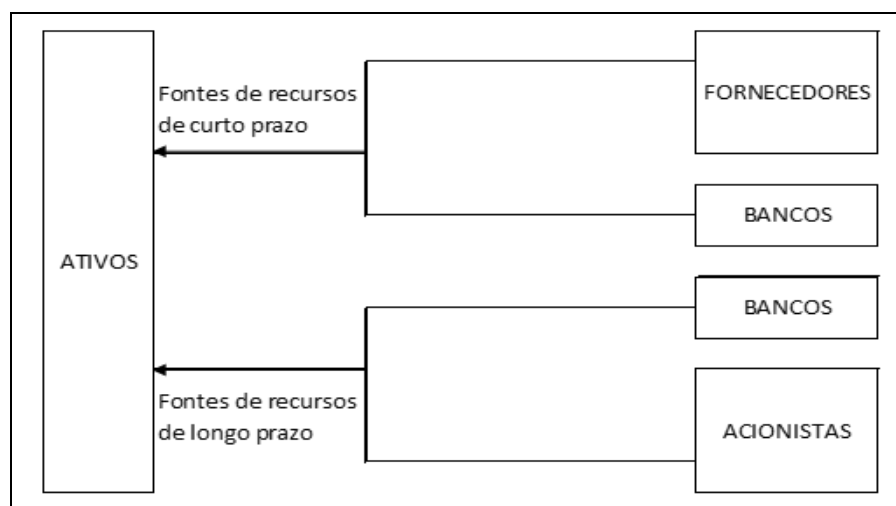 FORNECEDORES
Fontes de recursos
de curto prazo
BANCOS
ATIVOS
BANCOS
Fontes de recursos
de longo prazo
ACIONISTAS